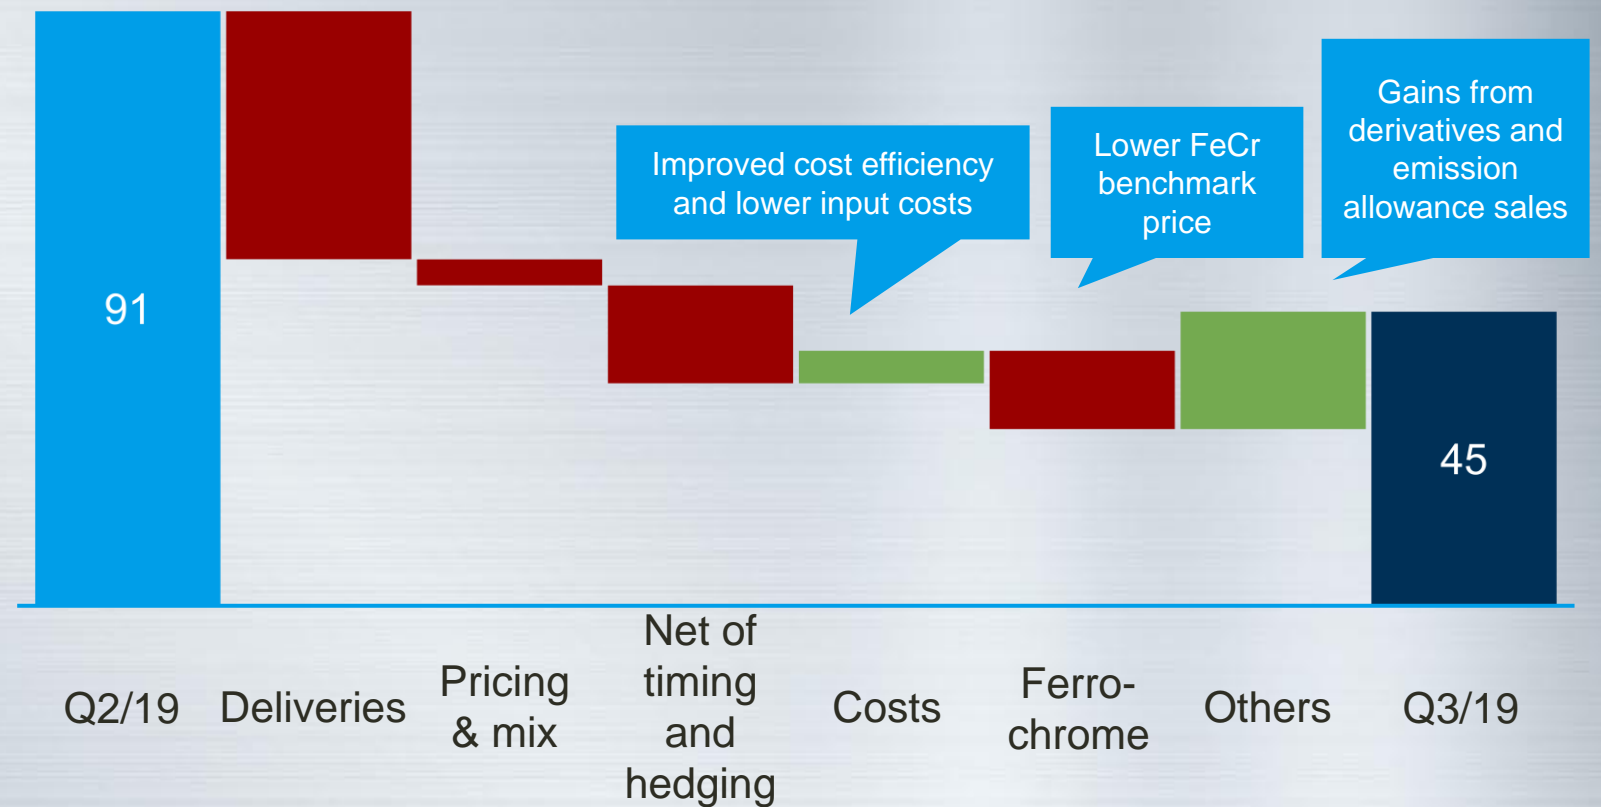 Gains from
derivatives and
emission
allowance sales
Lower FeCr
benchmark
price
Improved cost efficiency
and lower input costs
91
45
Q2/19
Deliveries
Pricing
& mix
Net of
timing
and
hedging
Costs
Ferro-
chrome
Others
Q3/19